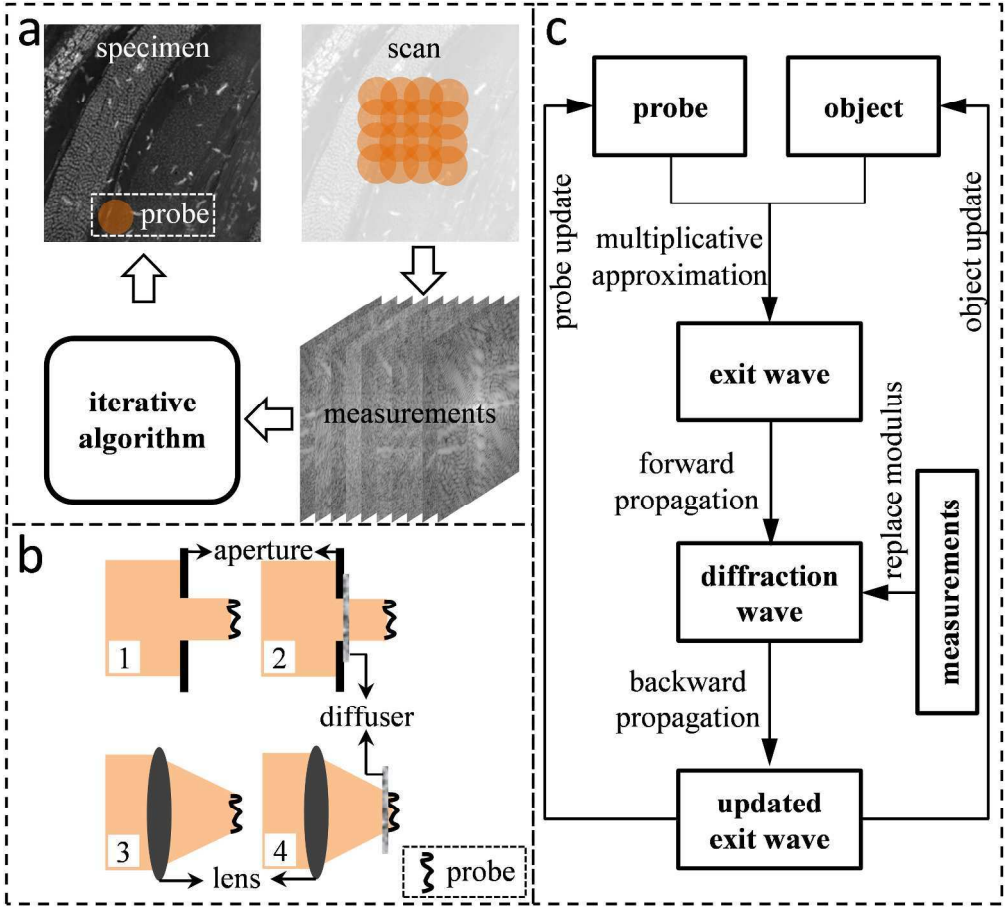 a
specimen
probe
scan
measurements
iterative
algorithm
b
aperture
1
2
diffuser
3
4
lens
probe
c
probe
object
probe update
object update
multiplicative
approximation
exit wave
forward
propagation
replace modulus
measurements
diffraction
wave
backward
propagation
updated
exit wave